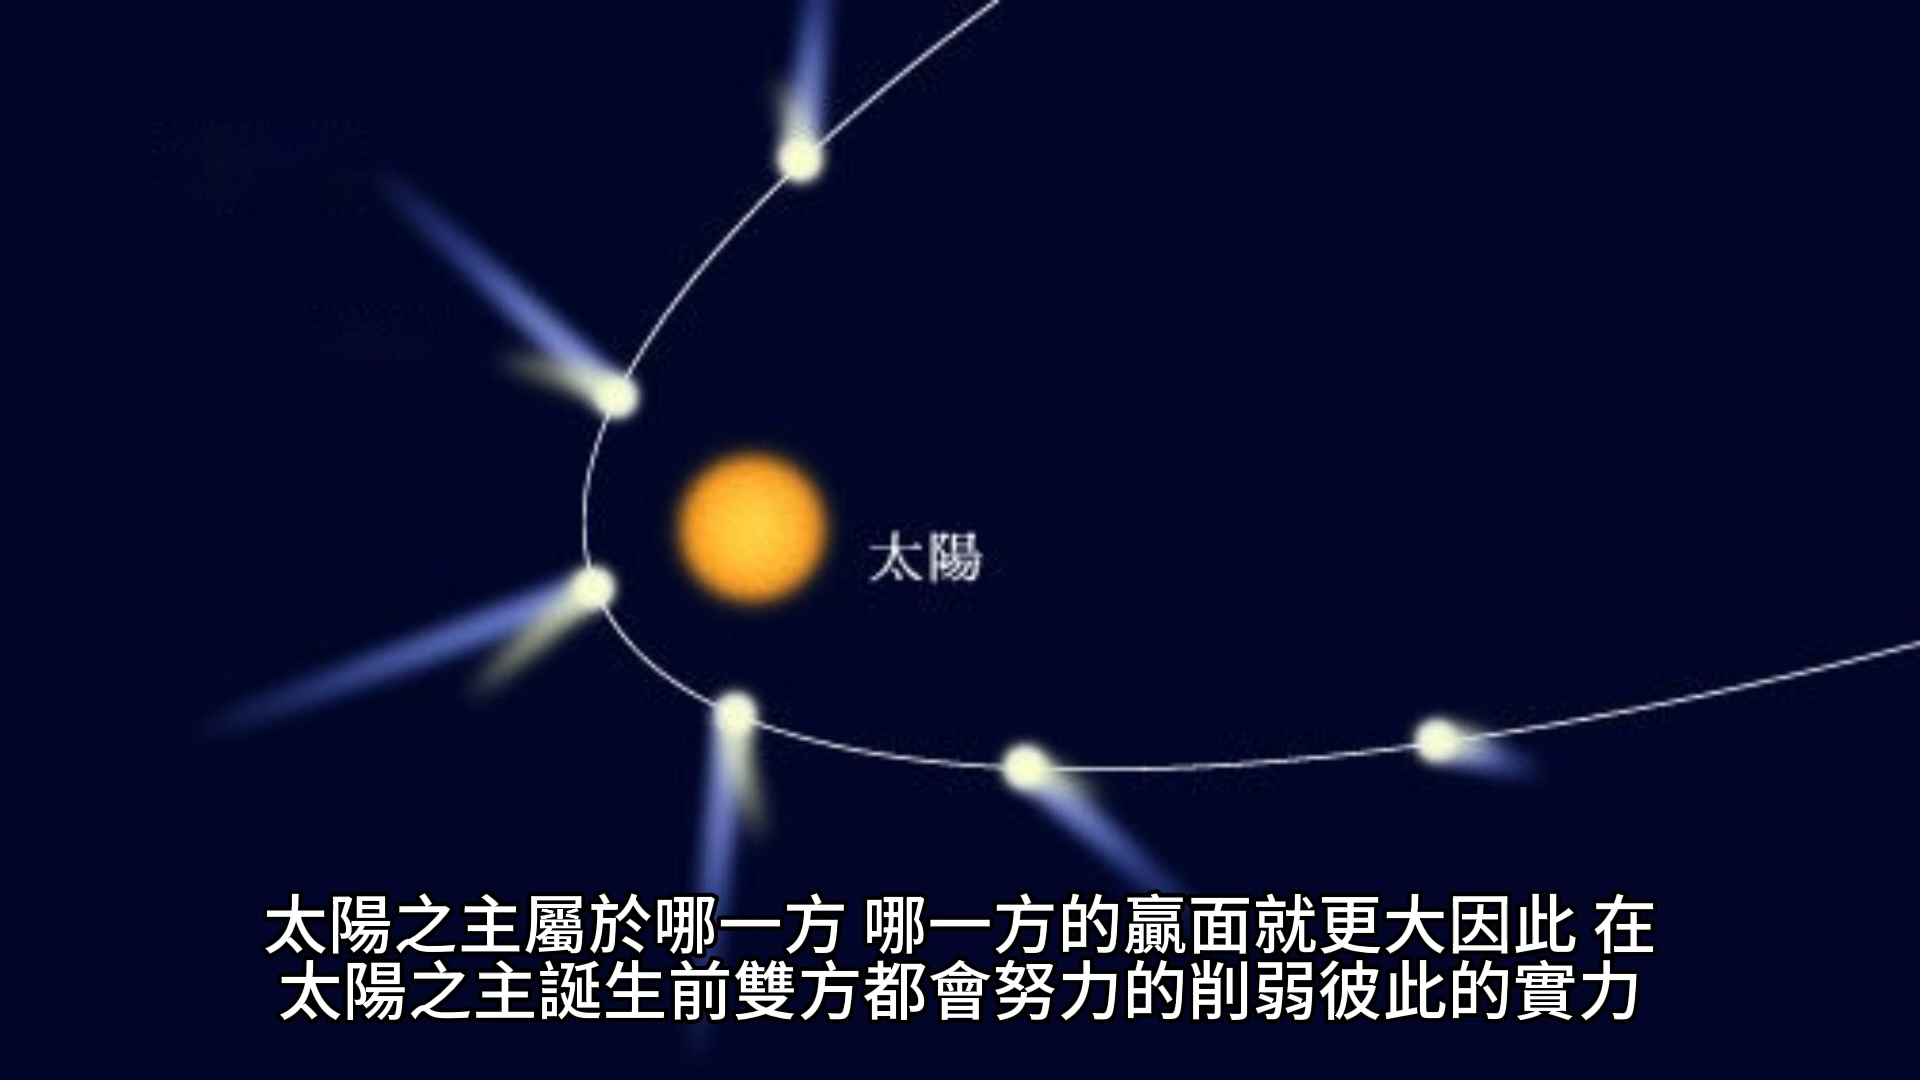 太陽
太陽之主屬於哪一方 哪一方的贏面就更大因此 在
太陽之主誕生前雙方都會努力的削弱彼此的實力